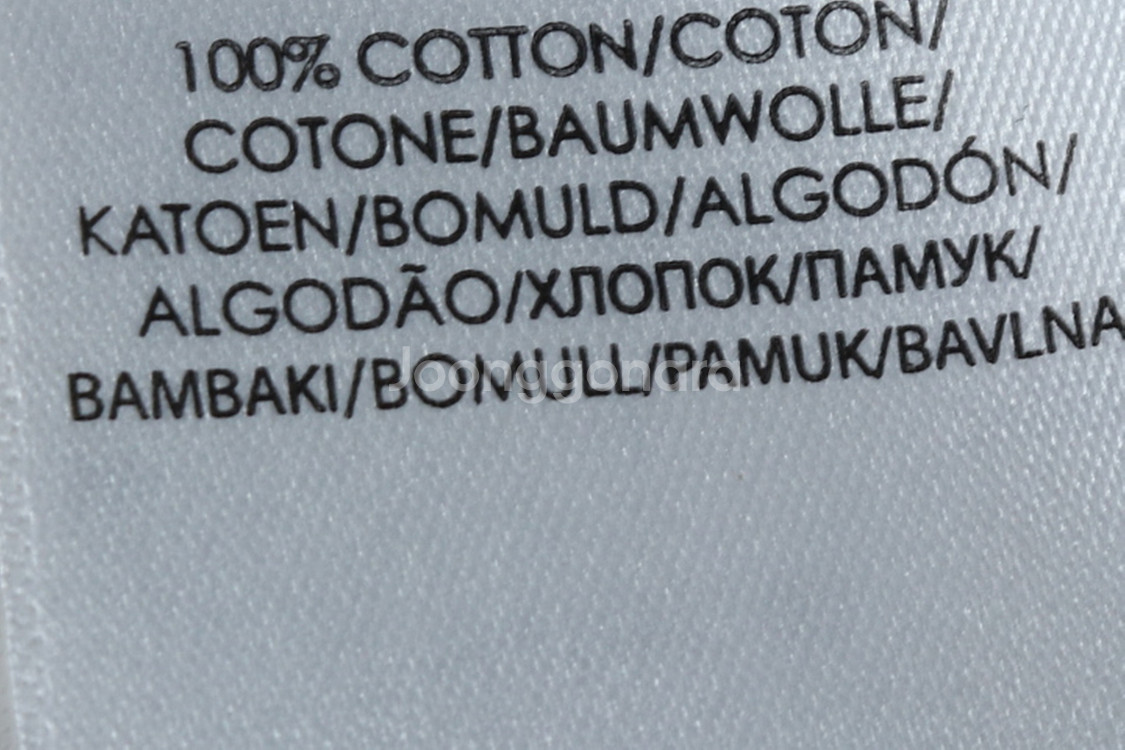 100% COTTON/COTON/
COTONE/BAUMWOLLE/
KATOEN/BOMULD/ALGODÓN/
ALGODÃO/ХЛОПОК/ПАМУК/
BAMBAKI/BOMULL/PAMUK/BAVLNA
Joonggonara